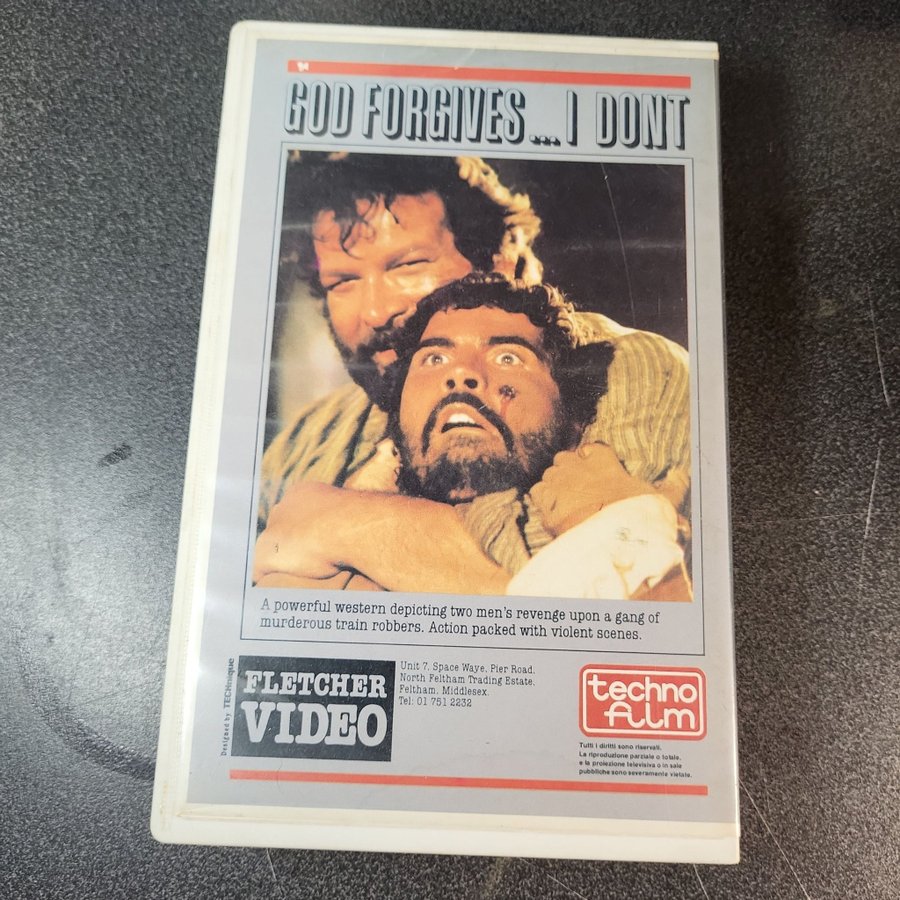 GOD FORGIVES...I DONT
A powerful western depicting two men's revenge upon a gang of
murderous train robbers. Action packed with violent scenes.
Designed by TECHnique
FLETCHER
VIDEO
Unit 7, Space Waye, Pier Road,
North Feltham Trading Estate,
Feltham, Middlesex.
Tel: 01 751 2232
techno
film
Tutti i diritti sono riservati.
La riproduzione parziale o totale,
e la proiezione televisiva o in sale
pubbliche sono severamente vietate.